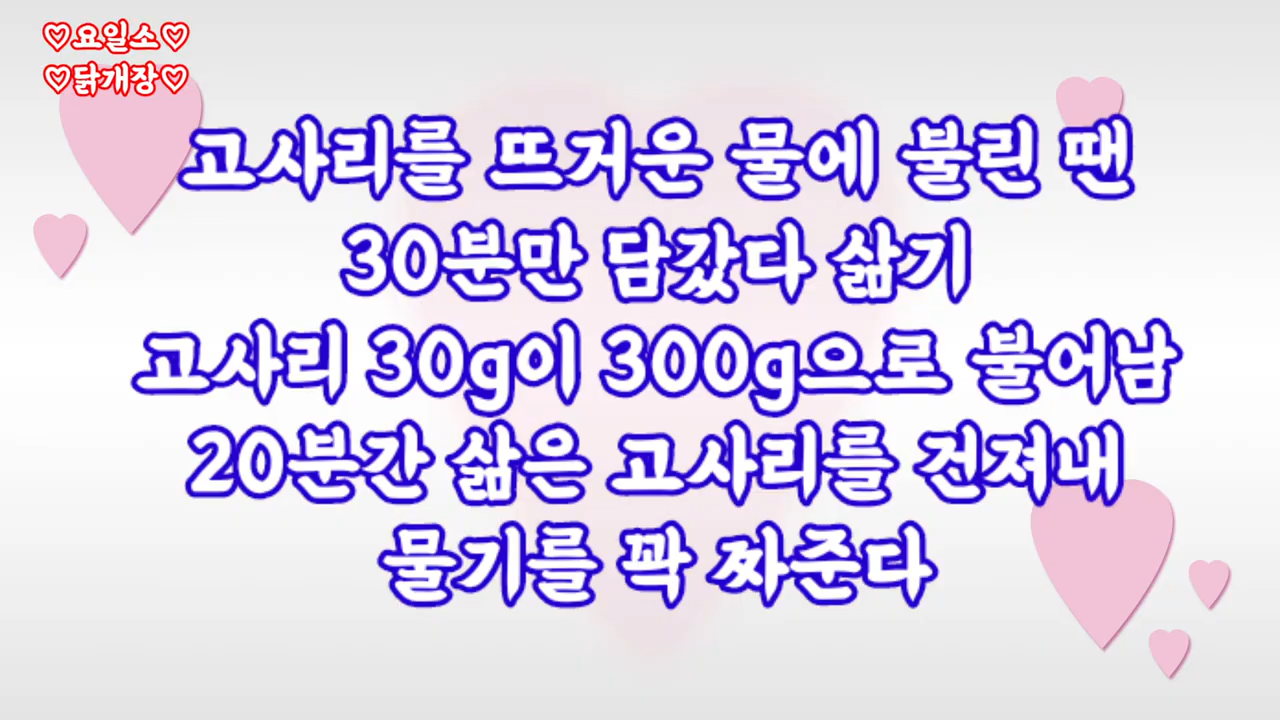 ♡요일소♡
♡닭개장♡
고사리를 뜨거운 물에 불린 땐
30분만 담갔다 삶기
고사리 30g이 300g으로 불어남
20분간 삶은 고사리를 건져내
물기를 꽉 짜준다